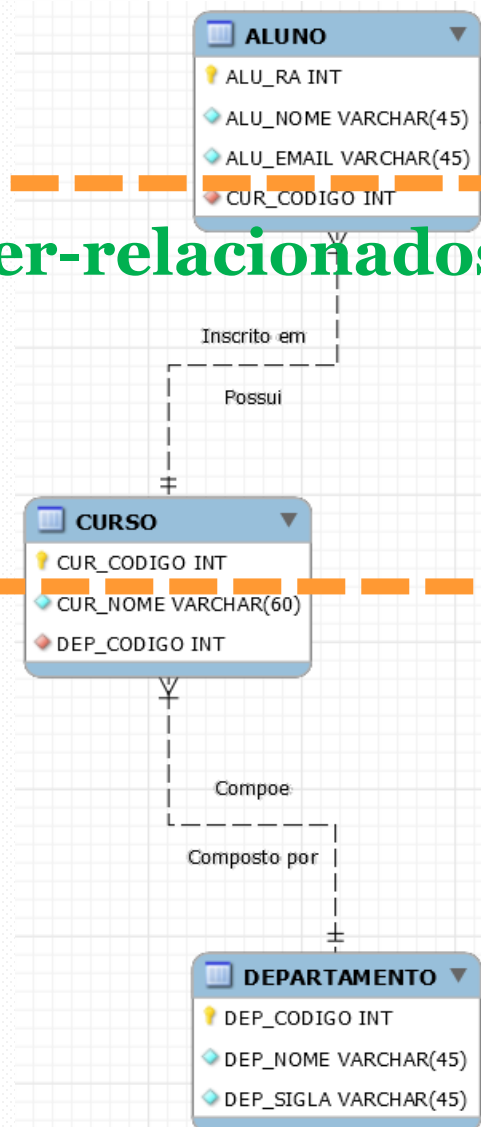 ALUNO
ALU_RA INT
ALU_NOME VARCHAR(45)
ALU_EMAIL VARCHAR(45)
CUR_CODIGO INT
er-relacionados
Inscrito em
Possui
CURSO
CUR_CODIGO INT
CUR_NOME VARCHAR(60)
DEP_CODIGO INT
Compoe
Composto por
DEPARTAMENTO
DEP_CODIGO INT
DEP_NOME VARCHAR(45)
DEP_SIGLA VARCHAR(45)